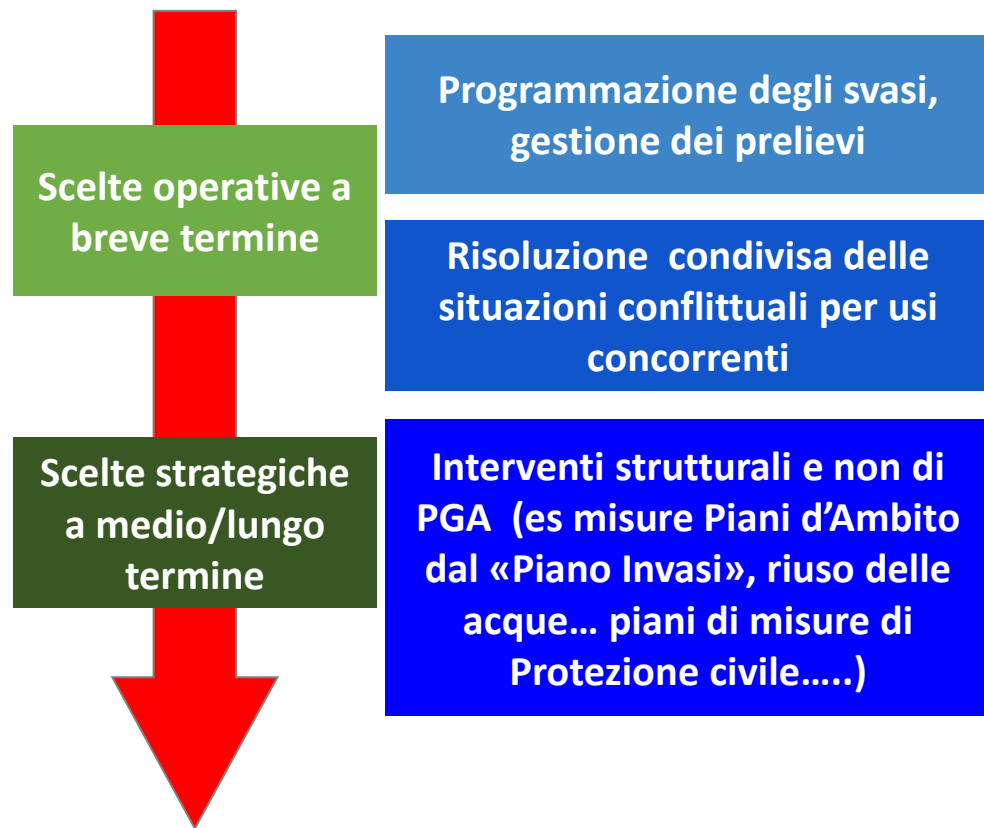 Programmazione degli svasi,
gestione dei prelievi
Scelte operative a
breve termine
Risoluzione  condivisa delle
situazioni conflittuali per usi
concorrenti
Scelte strategiche
a medio/lungo
termine
Interventi strutturali e non di
PGA  (es misure Piani d’Ambito
dal «Piano Invasi», riuso delle
acque… piani di misure di
Protezione civile…..)